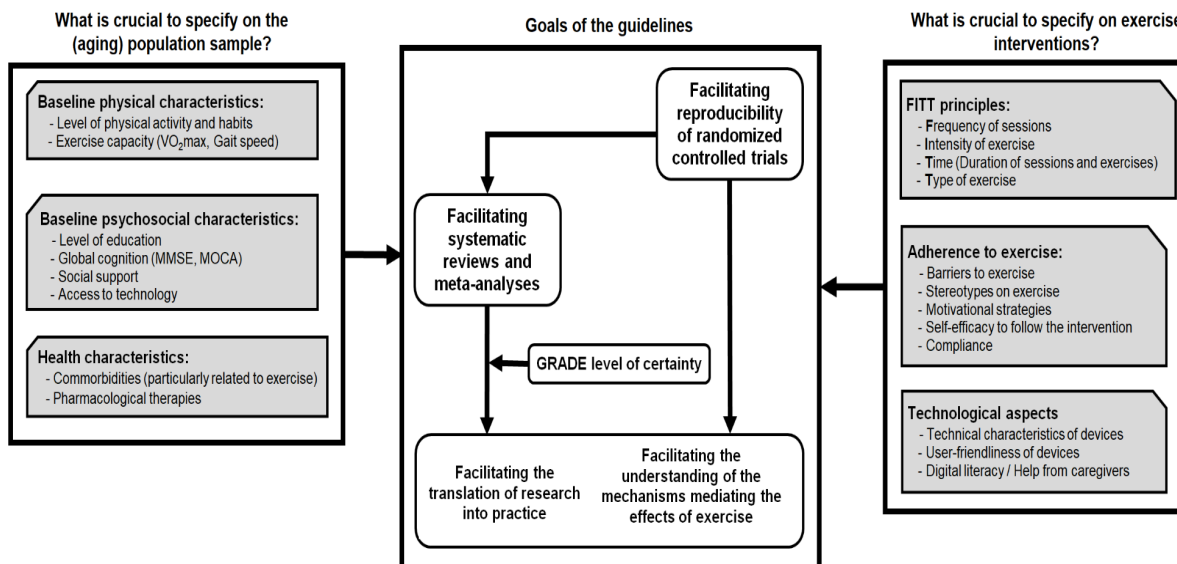 What is crucial to specify on the
(aging) population sample?
Baseline physical characteristics:
- Level of physical activity and habits
- Exercise capacity (VO₂max, Gait speed)
Baseline psychosocial characteristics:
- Level of education
- Global cognition (MMSE, MOCA)
- Social support
- Access to technology
Health characteristics:
- Commorbidities (particularly related to exercise)
- Pharmacological therapies
Goals of the guidelines
Facilitating
reproducibility
of randomized
controlled trials
Facilitating
systematic
reviews and
meta-analyses
GRADE level of certainty
Facilitating the
translation of research
into practice
Facilitating the
understanding of the
mechanisms mediating the
effects of exercise
What is crucial to specify on exercise
interventions?
FITT principles:
- Frequency of sessions
- Intensity of exercise
- Time (Duration of sessions and exercises)
- Type of exercise
Adherence to exercise:
- Barriers to exercise
- Stereotypes on exercise
- Motivational strategies
- Self-efficacy to follow the intervention
- Compliance
Technological aspects
- Technical characteristics of devices
- User-friendliness of devices
- Digital literacy / Help from caregivers